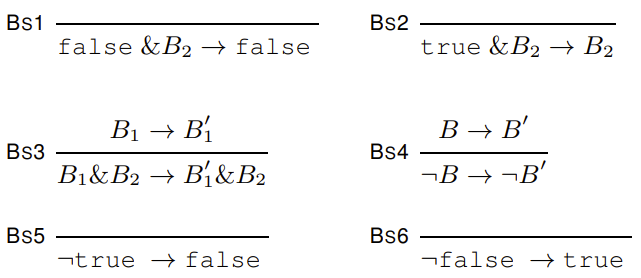 Bs1 false &B₂ → false
Bs2 true &B₂ → B₂
B₁ → B₁′
Bs3 B₁&B₂ → B₁′&B₂
B → B′
Bs4 ¬B → ¬B′
Bs5 ¬true → false
Bs6 ¬false → true